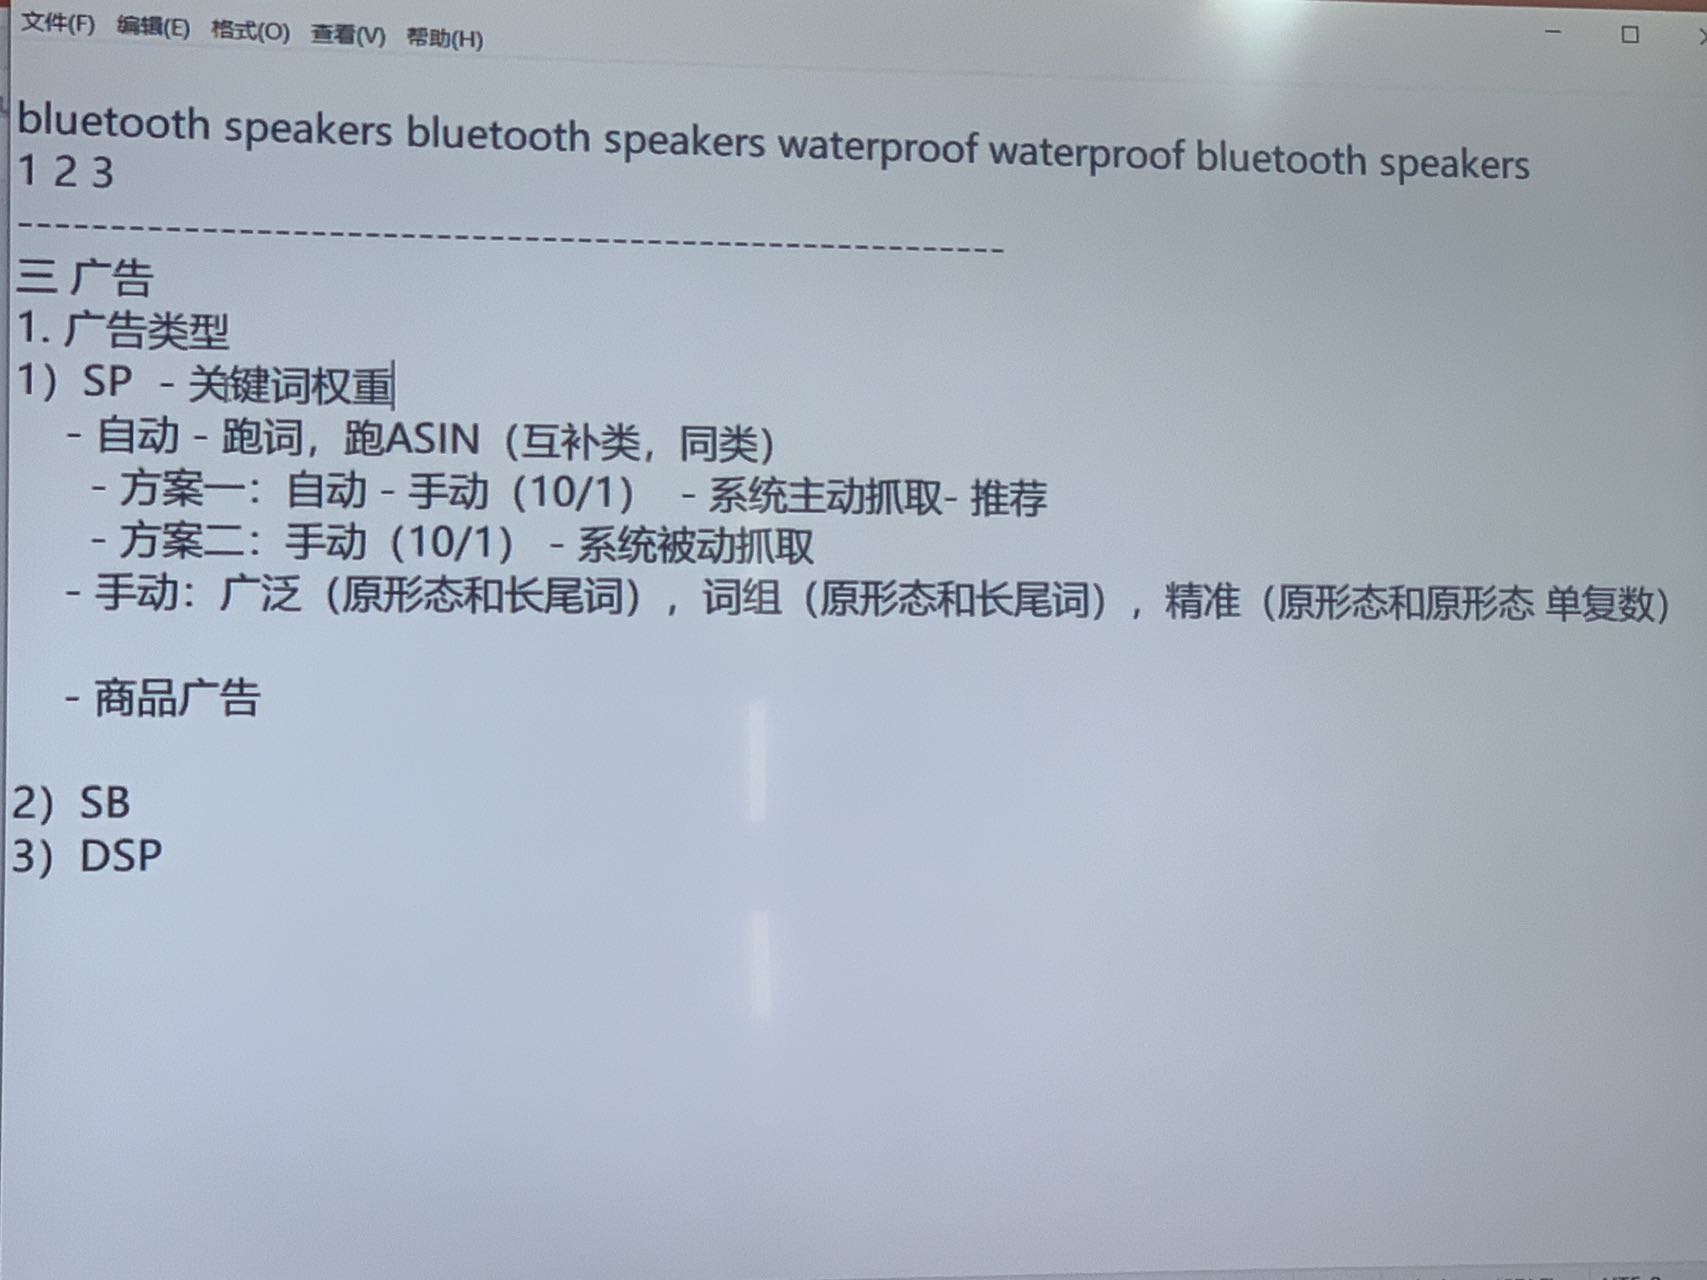 文件(F) 编辑(E) 格式(O) 查看(V) 帮助(H)
bluetooth speakers bluetooth speakers waterproof waterproof bluetooth speakers
1 2 3
------------------------------------------------------
三 广告
1. 广告类型
1）SP - 关键词权重
- 自动 - 跑词，跑ASIN（互补类，同类）
- 方案一：自动 - 手动（10/1） - 系统主动抓取- 推荐
- 方案二：手动（10/1） - 系统被动抓取
- 手动：广泛（原形态和长尾词）， 词组（原形态和长尾词）， 精准（原形态和原形态 单复数）
- 商品广告
2）SB
3）DSP